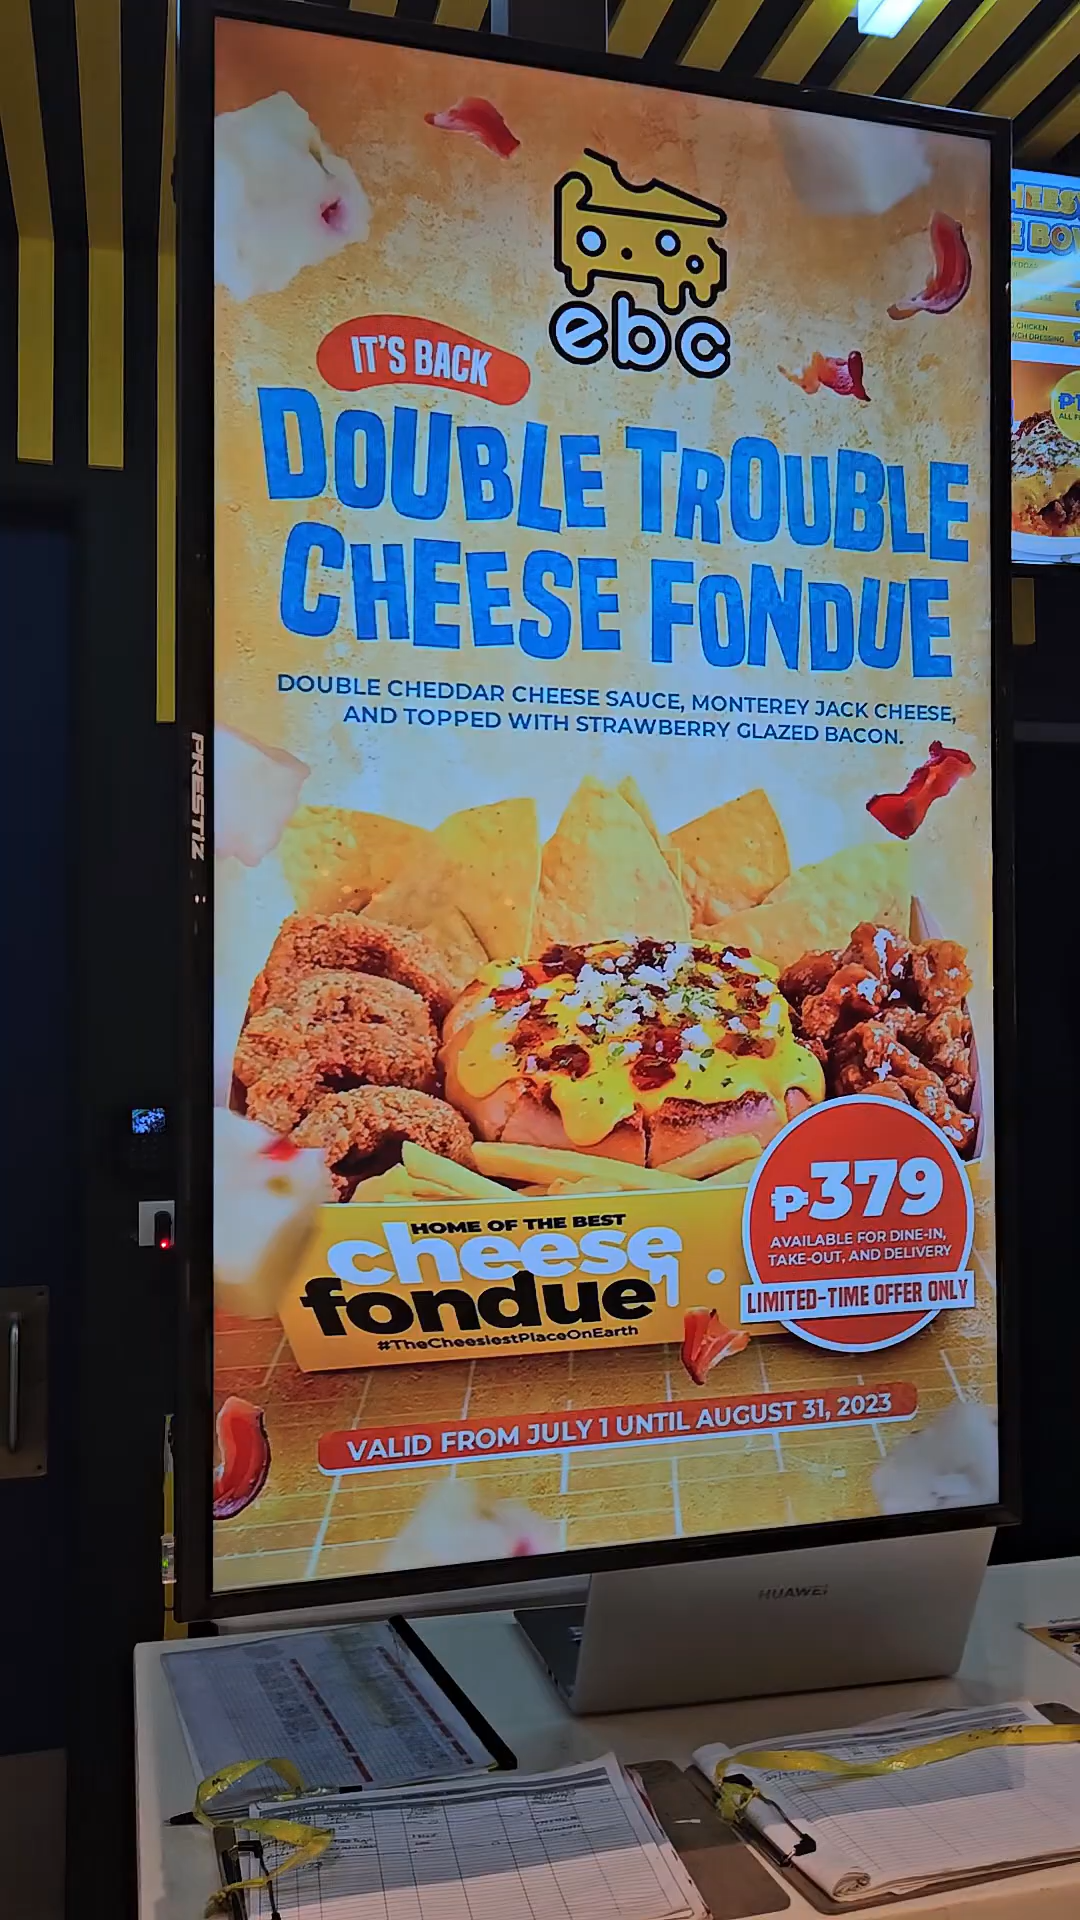 ebc
IT'S BACK
DOUBLE TROUBLE
CHEESE FONDUE
DOUBLE CHEDDAR CHEESE SAUCE, MONTEREY JACK CHEESE,
AND TOPPED WITH STRAWBERRY GLAZED BACON.
PRESTIZ
₱379
AVAILABLE FOR DINE-IN,
TAKE-OUT, AND DELIVERY
LIMITED-TIME OFFER ONLY
HOME OF THE BEST
cheese
fondue
#TheCheesiestPlaceOnEarth
VALID FROM JULY 1 UNTIL AUGUST 31, 2023
HUAWEI
CHICKEN
DRESSING